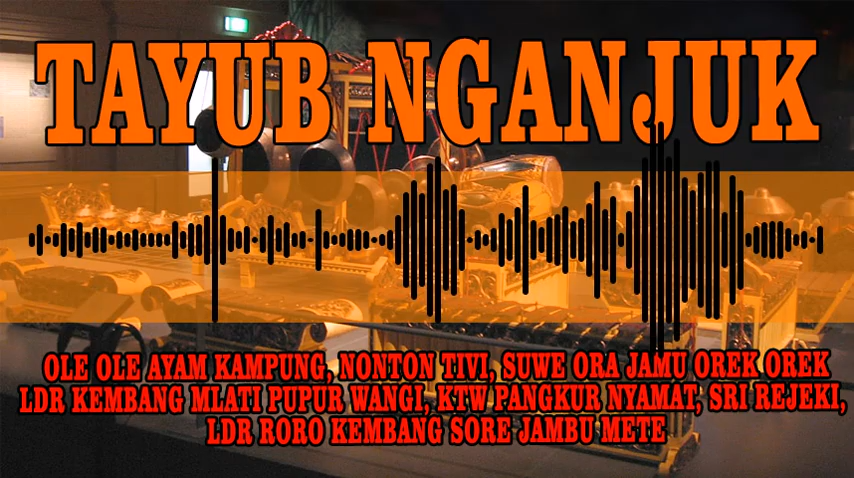 TAYUB NGANJUK
OLE OLE AYAM KAMPUNG, NONTON TIVI, SUWE ORA JAMU OREK OREK
LDR KEMBANG MLATI PUPUR WANGI, KTW PANGKUR NYAMAT, SRI REJEKI,
LDR RORO KEMBANG SORE JAMBU METE